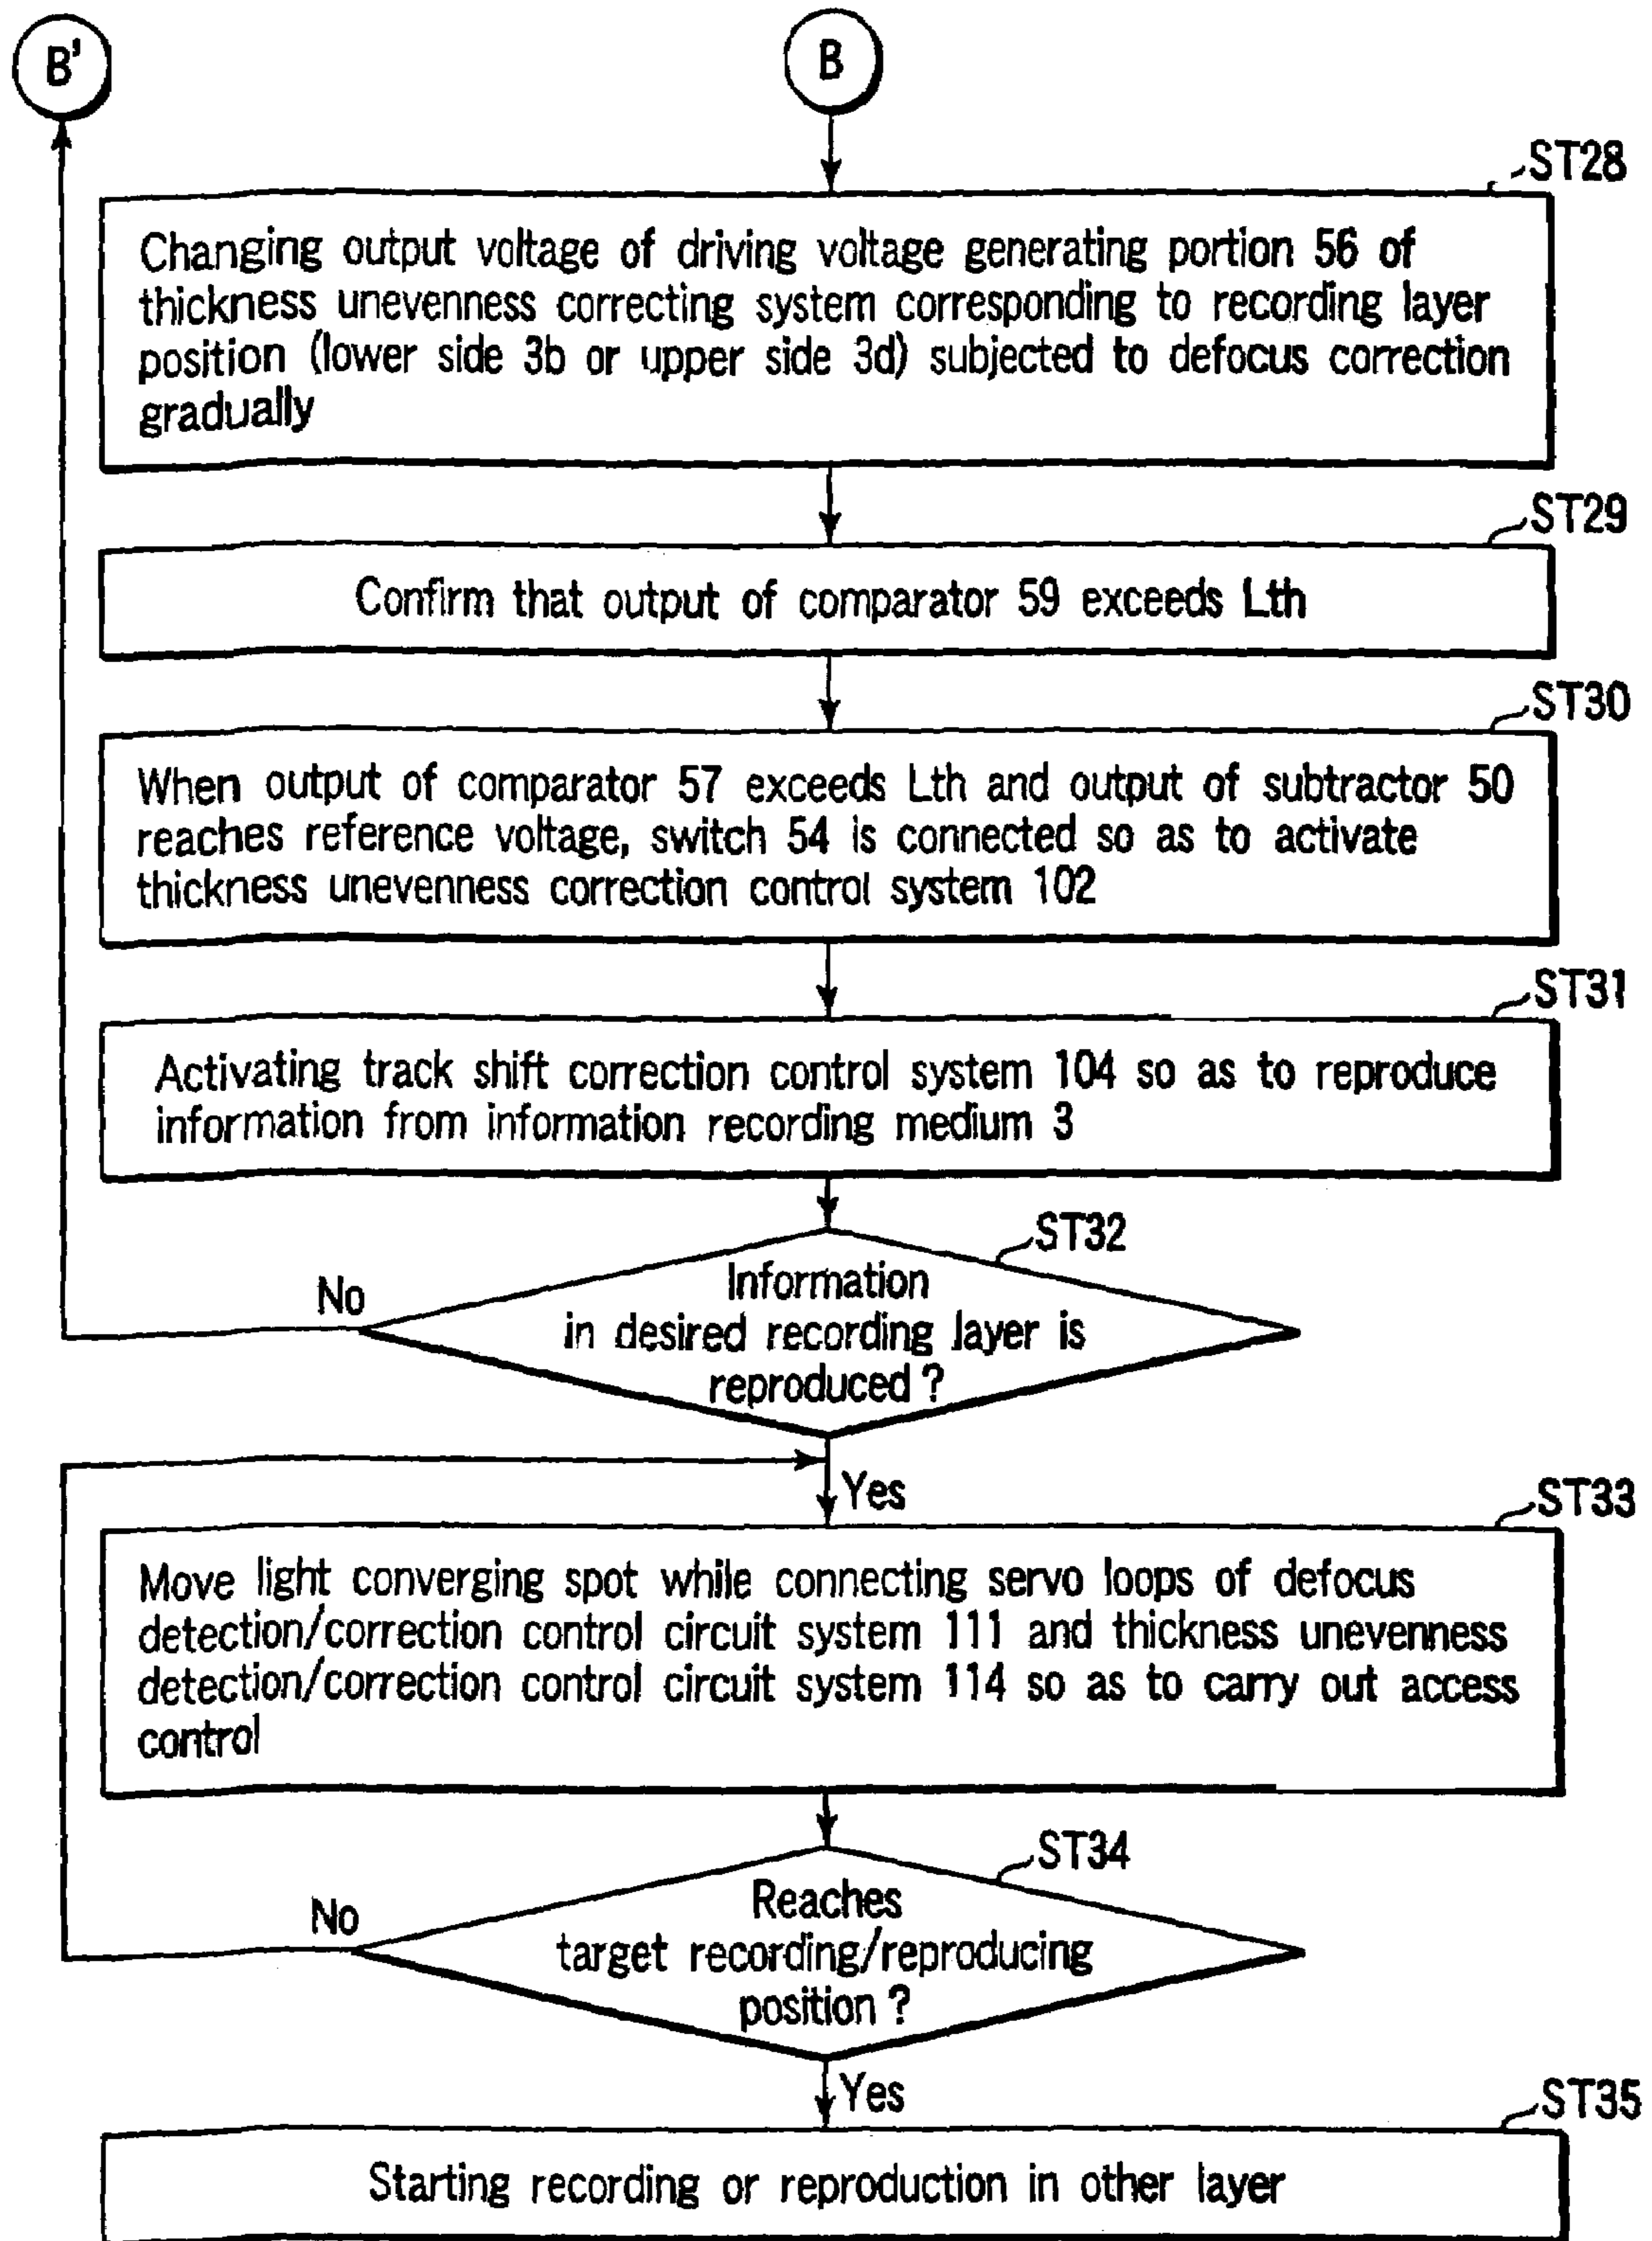 B'
B
ST28
Changing output voltage of driving voltage generating portion 56 of
thickness unevenness correcting system corresponding to recording layer
position (lower side 3b or upper side 3d) subjected to defocus correction
gradually
ST29
Confirm that output of comparator 59 exceeds Lth
ST30
When output of comparator 57 exceeds Lth and output of subtractor 50
reaches reference voltage, switch 54 is connected so as to activate
thickness unevenness correction control system 102
ST31
Activating track shift correction control system 104 so as to reproduce
information from information recording medium 3
ST32
No
Information
in desired recording layer is
reproduced?
Yes
ST33
Move light converging spot while connecting servo loops of defocus
detection/correction control circuit system 111 and thickness unevenness
detection/correction control circuit system 114 so as to carry out access
control
ST34
No
Reaches
target recording/reproducing
position?
Yes
ST35
Starting recording or reproduction in other layer